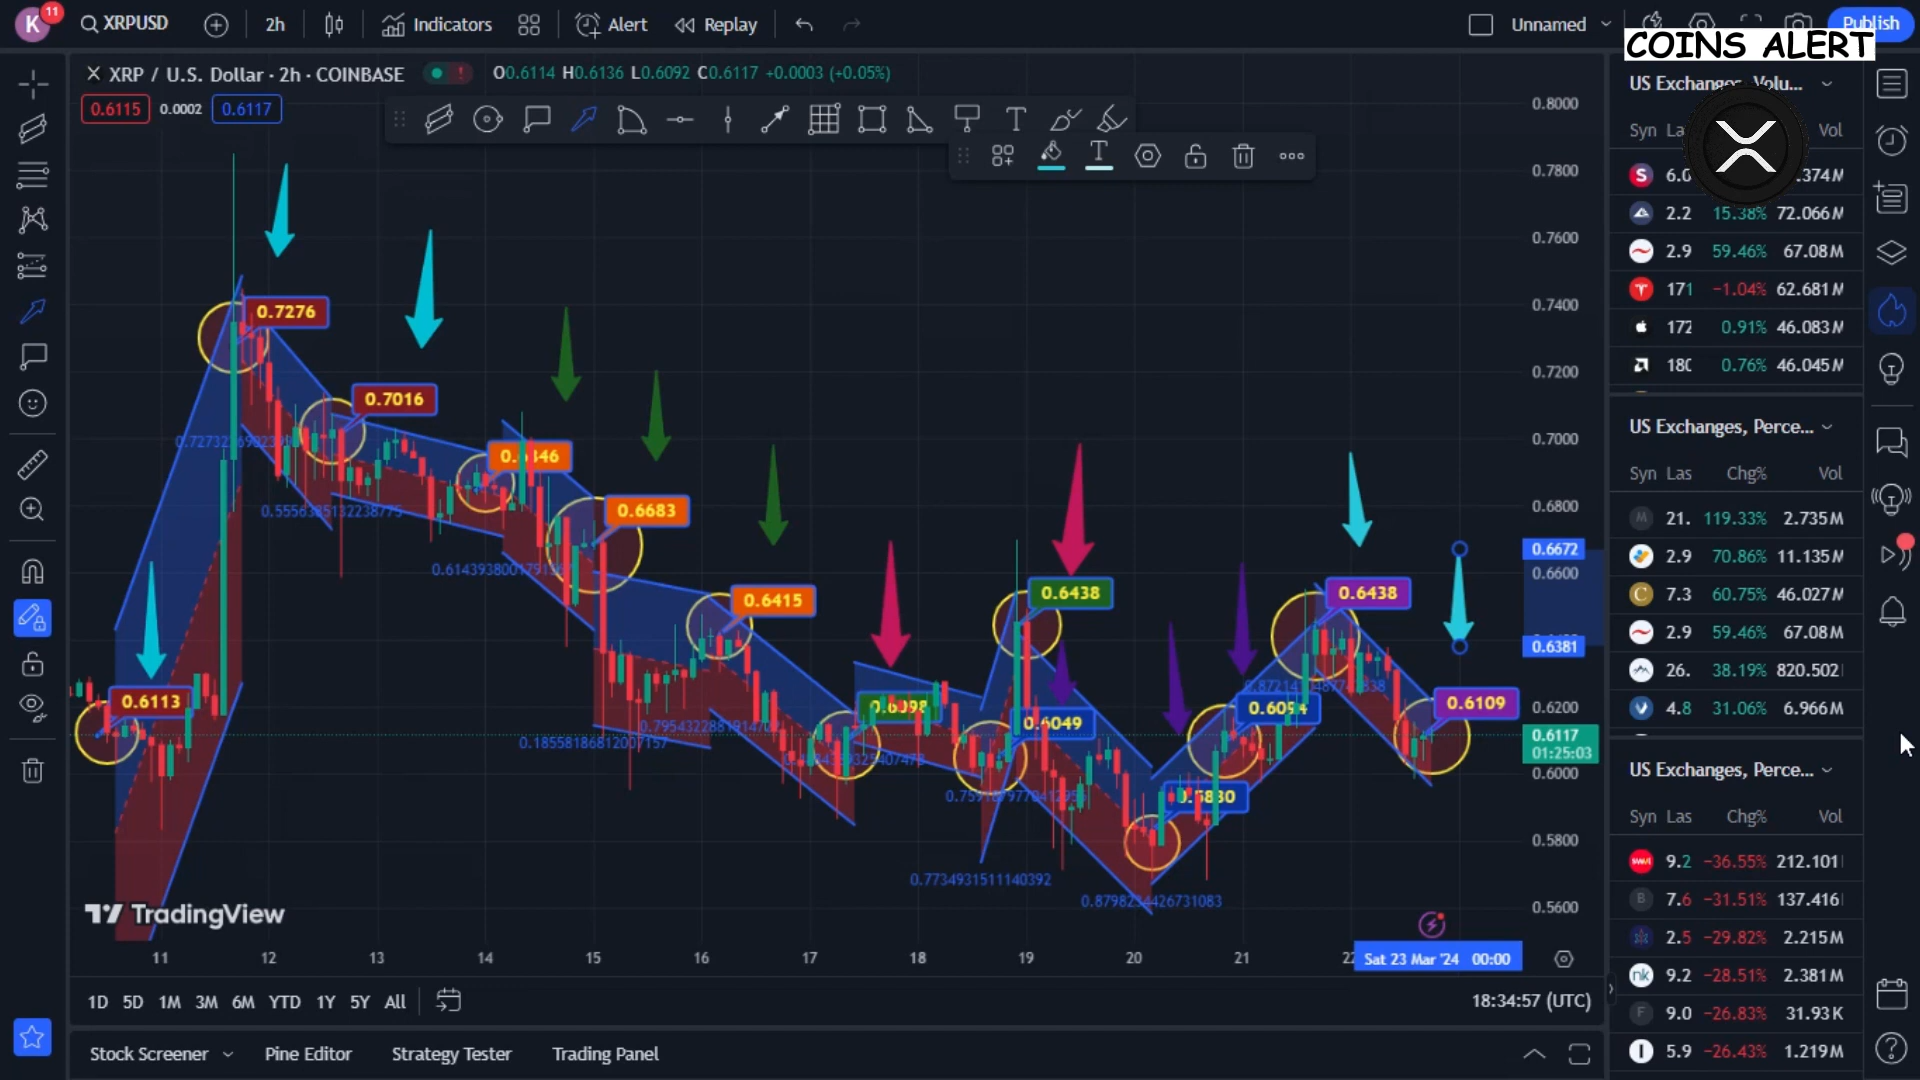 K 11 XRPUSD 2h Indicators Alert Replay Unnamed Publish
COINS ALERT
XRP / U.S. Dollar · 2h · COINBASE O0.6114 H0.6136 L0.6092 C0.6117 +0.0003 (+0.05%)
0.6115 0.0002 0.6117
0.7276
0.7016
0.6683
0.6415
0.6113
0.6438
0.6049
0.6438
0.6109
0.5556385132238775
0.18558186812007157
0.7734931511140392
0.8000
0.7800
0.7600
0.7400
0.7200
0.7000
0.6800
0.6672
0.6600
0.6381
0.6200
0.6117
01:25:03
0.6000
0.5800
0.5600
TradingView
11 12 13 14 15 16 17 18 19 20 21 Sat 23 Mar '24 00:00
1D 5D 1M 3M 6M YTD 1Y 5Y All 18:34:57 (UTC)
Stock Screener Pine Editor Strategy Tester Trading Panel
US Exchanges, Volu...
Syn La Vol
S 6.0 .374M
2.2 15.38% 72.066M
2.9 59.46% 67.08M
171 −1.04% 62.681M
172 0.91% 46.083M
180 0.76% 46.045M
US Exchanges, Perce...
Syn Las Chg% Vol
M 21. 119.33% 2.735M
2.9 70.86% 11.135M
C 7.3 60.75% 46.027M
2.9 59.46% 67.08M
26. 38.19% 820.502
4.8 31.06% 6.966M
US Exchanges, Perce...
Syn Las Chg% Vol
9.2 −36.55% 212.101
B 7.6 −31.51% 137.416
2.5 −29.82% 2.215M
nk 9.2 −28.51% 2.381M
F 9.0 −26.83% 31.93K
5.9 −26.43% 1.219M